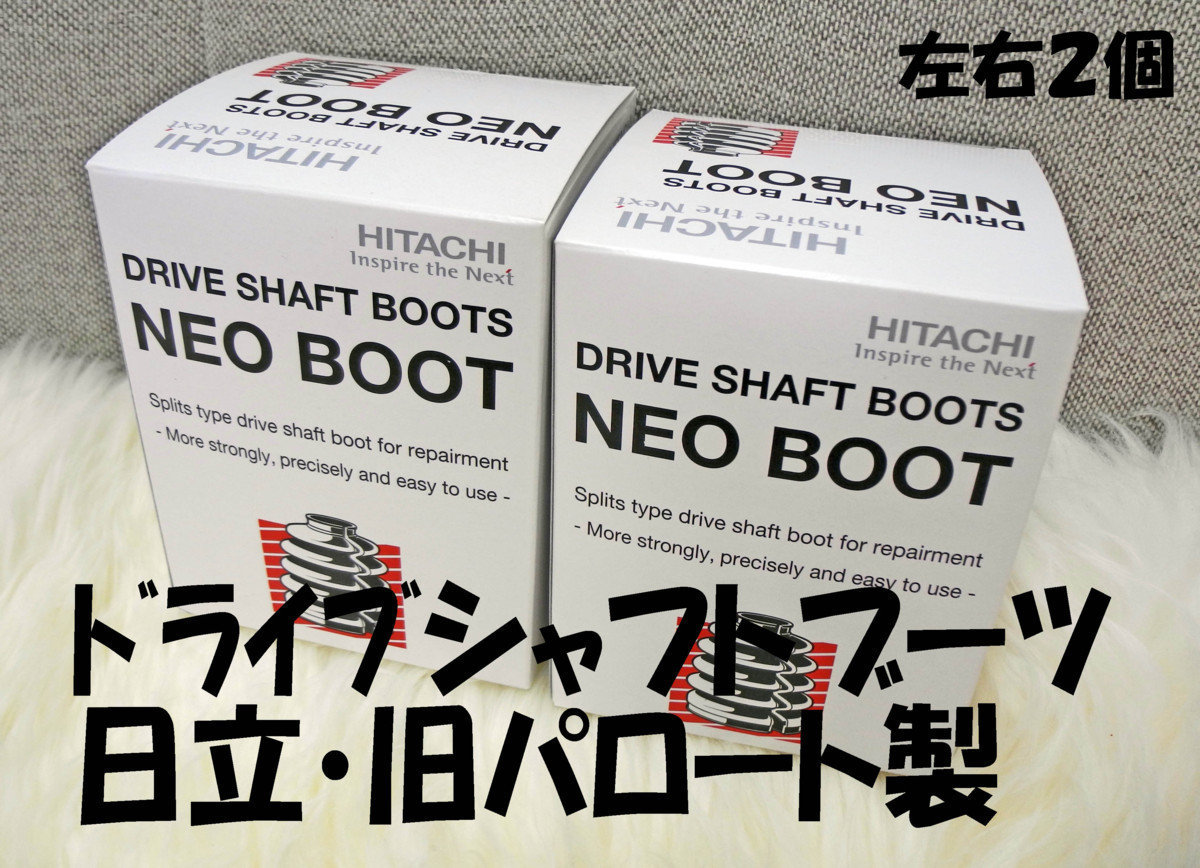 左右2個
NEO BOOT
DRIVE SHAFT BOOTS
Inspire the Next
HITACHI
NEO BOOT
DRIVE SHAFT BOOTS
Inspire the Next
HITACHI
HITACHI
Inspire the Next
DRIVE SHAFT BOOTS
NEO BOOT
Splits type drive shaft boot for repairment
- More strongly, precisely and easy to use -
HITACHI
Inspire the Next
DRIVE SHAFT BOOTS
NEO BOOT
Splits type drive shaft boot for repairment
- More strongly, precisely and easy to use -
ドライブシャフトブーツ
日立・旧パロート製